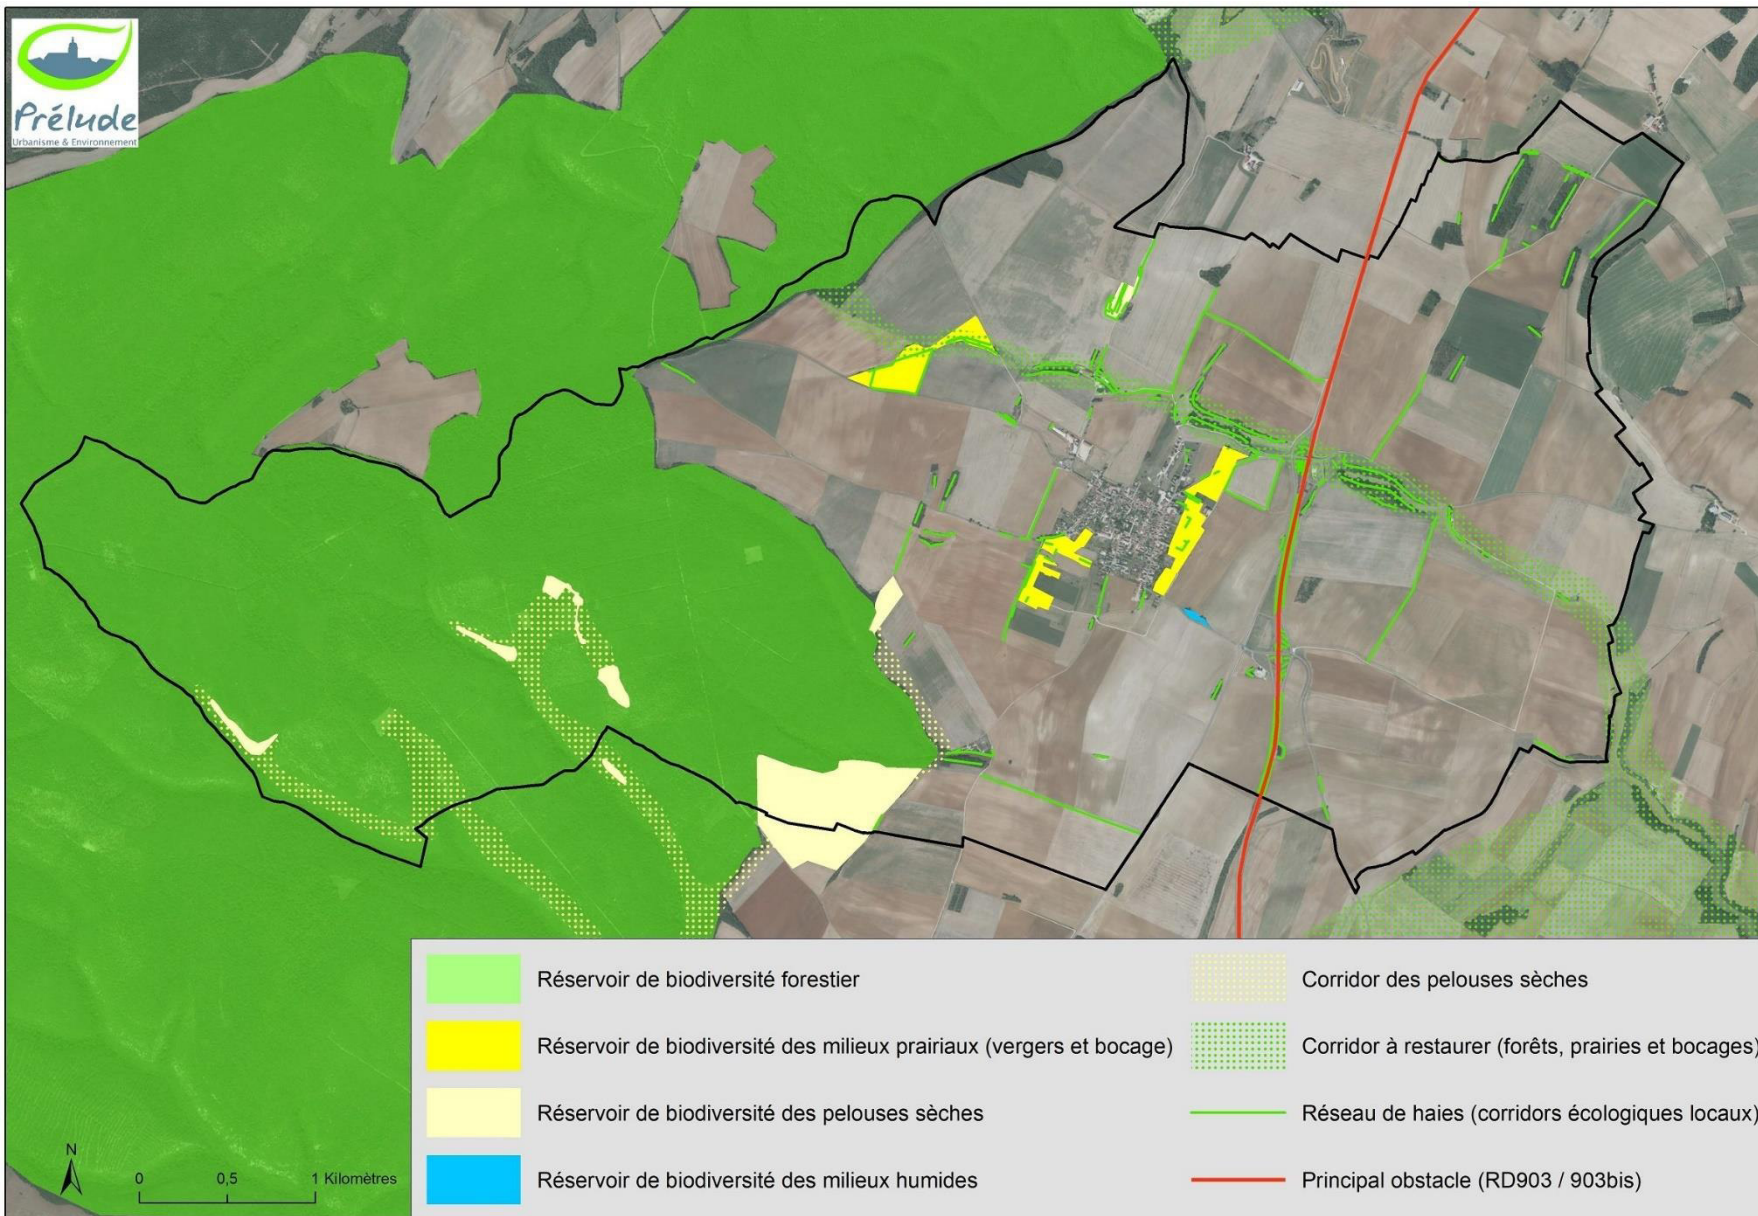 Prélude
Urbanisme & Environnement
Réservoir de biodiversité forestier
Réservoir de biodiversité des milieux prairiaux (vergers et bocage)
Réservoir de biodiversité des pelouses sèches
Réservoir de biodiversité des milieux humides
Corridor des pelouses sèches
Corridor à restaurer (forêts, prairies et bocages)
Réseau de haies (corridors écologiques locaux)
Principal obstacle (RD903 / 903bis)
N
0 0,5 1 Kilomètres